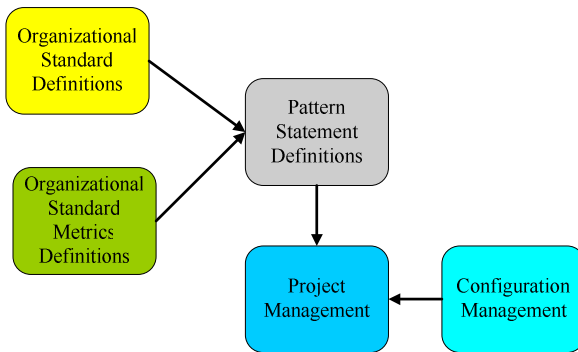 Organizational
Standard
Definitions
Pattern
Statement
Definitions
Organizational
Standard
Metrics
Definitions
Project
Management
Configuration
Management